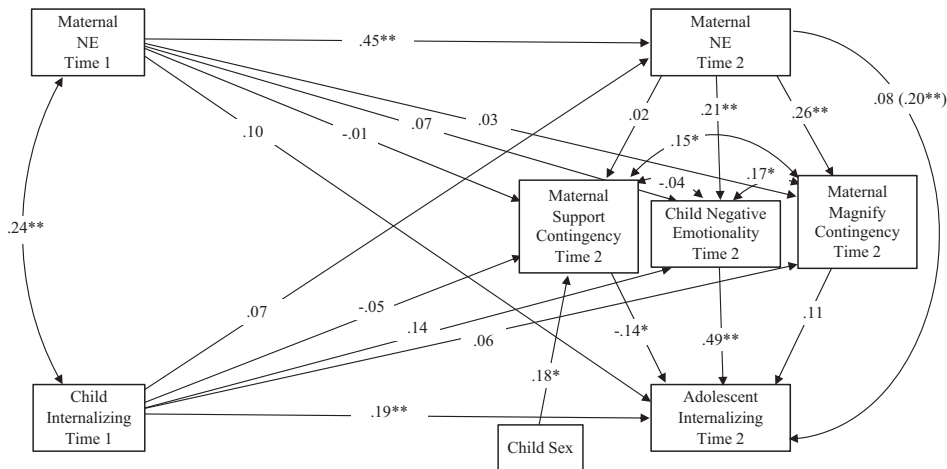 Maternal
NE
Time 1
Maternal
NE
Time 2
.45**
.08 (.20**)
.02
.21**
.26**
.03
.07
-.01
.10
.15*
.17*
-.04
Maternal
Support
Contingency
Time 2
Child Negative
Emotionality
Time 2
Maternal
Magnify
Contingency
Time 2
.24**
.07
-.05
.14
.06
-.14*
.49**
.11
.18*
.19**
Child
Internalizing
Time 1
Child Sex
Adolescent
Internalizing
Time 2